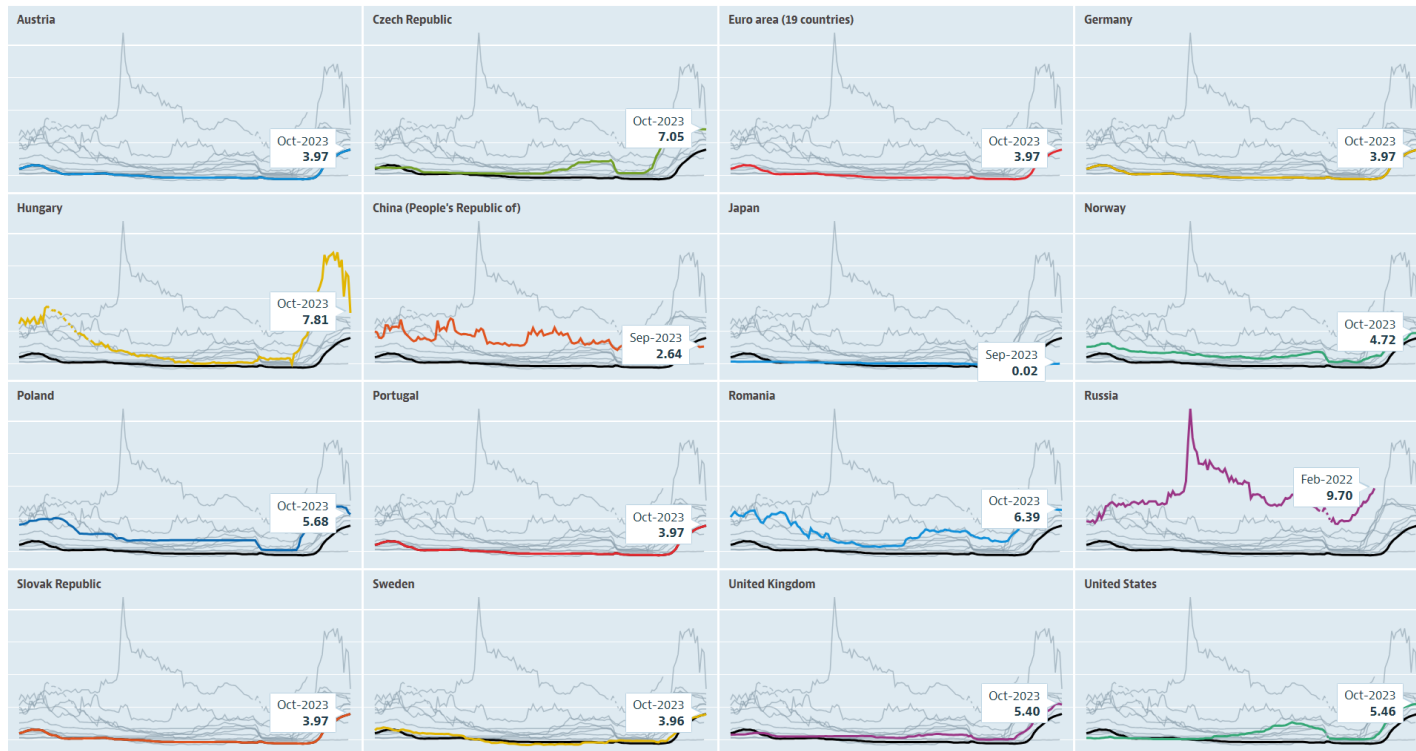 Austria
Oct-2023
3.97
Czech Republic
Oct-2023
7.05
Euro area (19 countries)
Oct-2023
3.97
Germany
Oct-2023
3.97
Hungary
Oct-2023
7.81
China (People's Republic of)
Sep-2023
2.64
Japan
Sep-2023
0.02
Norway
Oct-2023
4.72
Poland
Oct-2023
5.68
Portugal
Oct-2023
3.97
Romania
Oct-2023
6.39
Russia
Feb-2022
9.70
Slovak Republic
Oct-2023
3.97
Sweden
Oct-2023
3.96
United Kingdom
Oct-2023
5.40
United States
Oct-2023
5.46